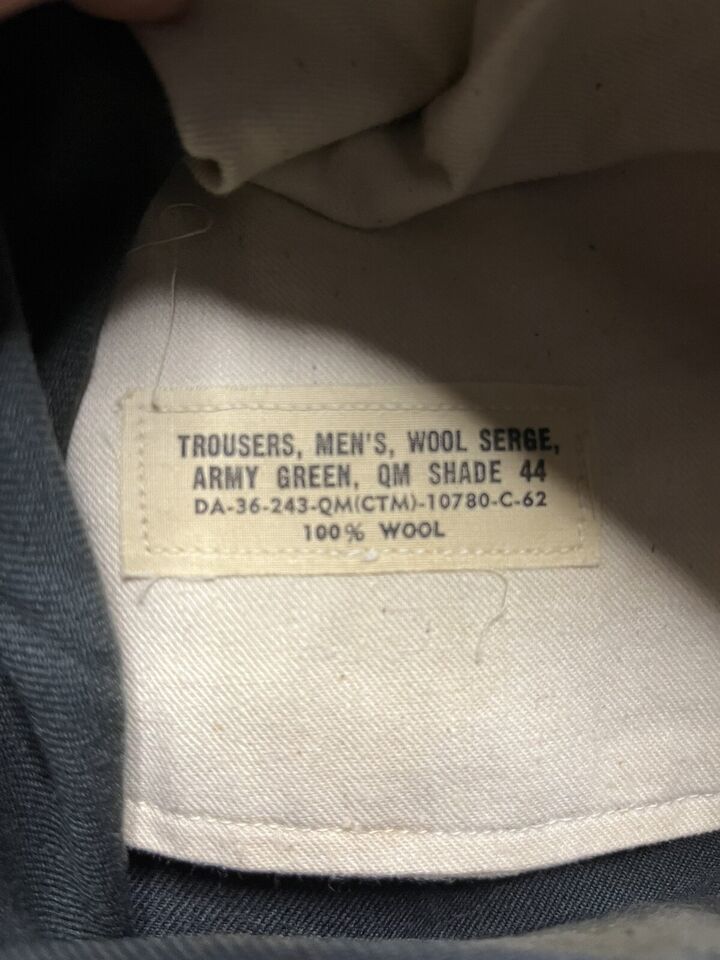 TROUSERS, MEN'S, WOOL SERGE,
ARMY GREEN, QM SHADE 44
DA-36-243-QM(CTM)-10780-C-62
100% WOOL